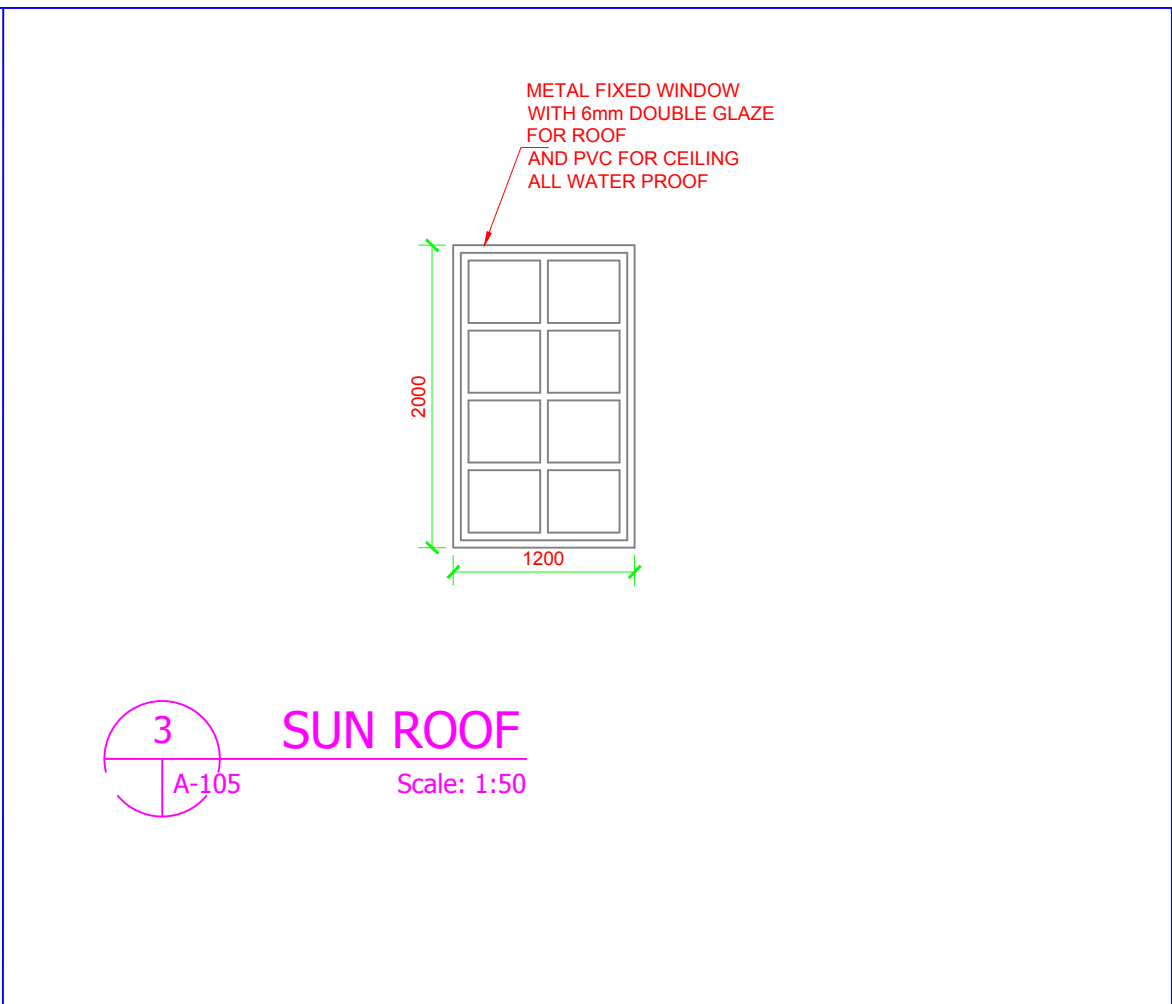 METAL FIXED WINDOW
WITH 6mm DOUBLE GLAZE
FOR ROOF
AND PVC FOR CEILING
ALL WATER PROOF
2000
1200
3
SUN ROOF
A-105
Scale: 1:50